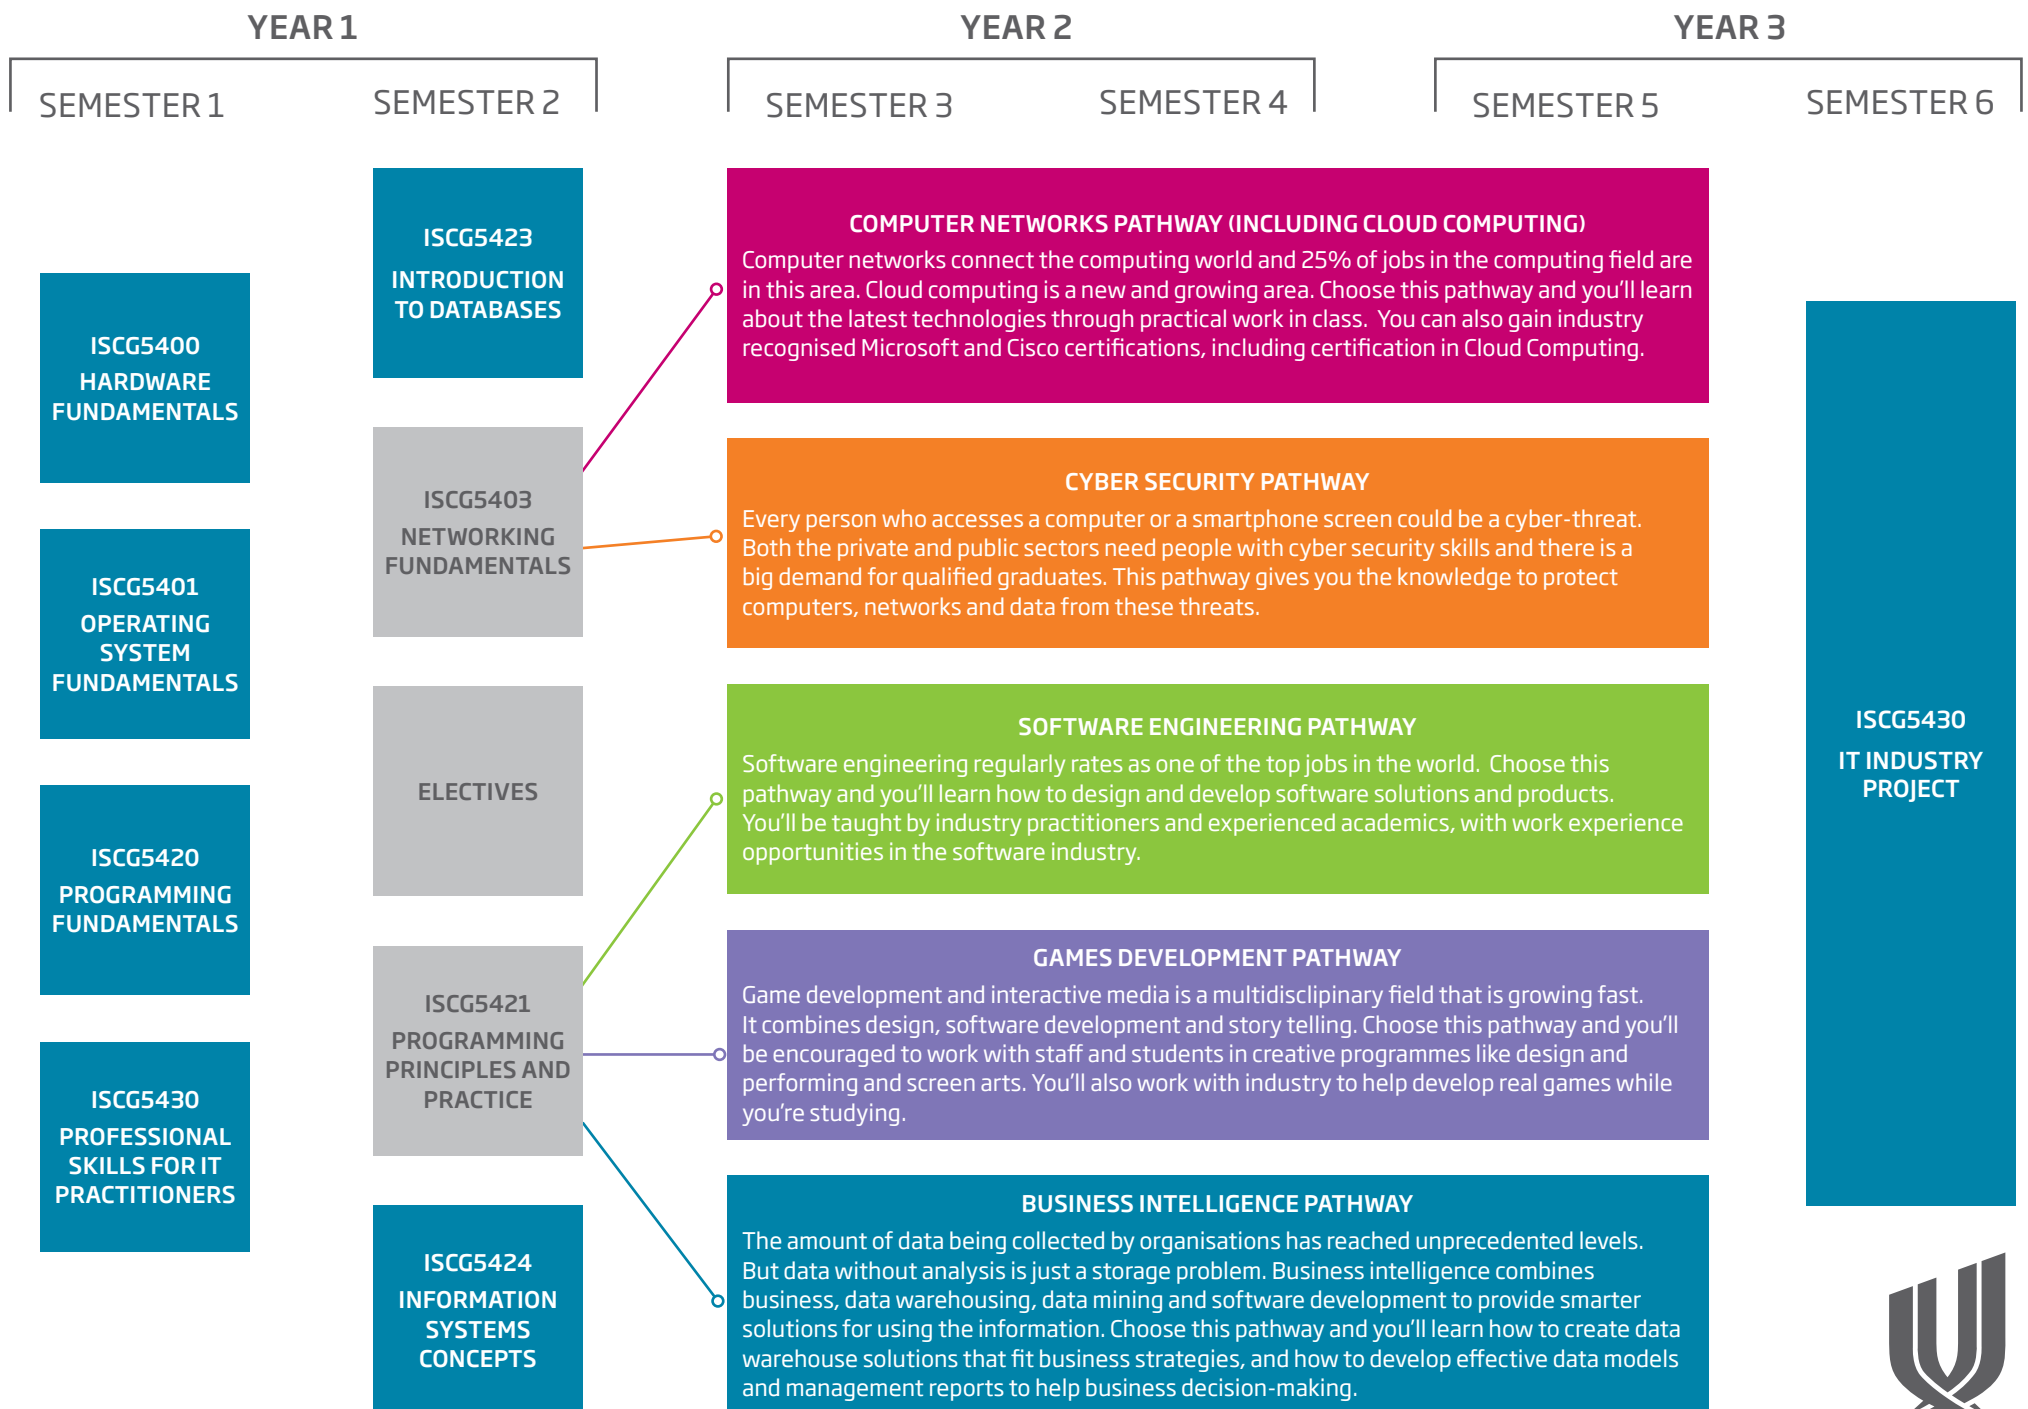 YEAR 1
YEAR 2
YEAR 3
SEMESTER 1
SEMESTER 2
SEMESTER 3
SEMESTER 4
SEMESTER 5
SEMESTER 6
ISCG5400
HARDWARE
FUNDAMENTALS
ISCG5401
OPERATING
SYSTEM
FUNDAMENTALS
ISCG5420
PROGRAMMING
FUNDAMENTALS
ISCG5430
PROFESSIONAL
SKILLS FOR IT
PRACTITIONERS
ISCG5423
INTRODUCTION
TO DATABASES
ISCG5403
NETWORKING
FUNDAMENTALS
ELECTIVES
ISCG5421
PROGRAMMING
PRINCIPLES AND
PRACTICE
ISCG5424
INFORMATION
SYSTEMS
CONCEPTS
COMPUTER NETWORKS PATHWAY (INCLUDING CLOUD COMPUTING)
Computer networks connect the computing world and 25% of jobs in the computing field are
in this area. Cloud computing is a new and growing area. Choose this pathway and you'll learn
about the latest technologies through practical work in class. You can also gain industry
recognised Microsoft and Cisco certifications, including certification in Cloud Computing.
CYBER SECURITY PATHWAY
Every person who accesses a computer or a smartphone screen could be a cyber-threat.
Both the private and public sectors need people with cyber security skills and there is a
big demand for qualified graduates. This pathway gives you the knowledge to protect
computers, networks and data from these threats.
SOFTWARE ENGINEERING PATHWAY
Software engineering regularly rates as one of the top jobs in the world. Choose this
pathway and you'll learn how to design and develop software solutions and products.
You'll be taught by industry practitioners and experienced academics, with work experience
opportunities in the software industry.
GAMES DEVELOPMENT PATHWAY
Game development and interactive media is a multidisclipinary field that is growing fast.
It combines design, software development and story telling. Choose this pathway and you'll
be encouraged to work with staff and students in creative programmes like design and
performing and screen arts. You'll also work with industry to help develop real games while
you're studying.
BUSINESS INTELLIGENCE PATHWAY
The amount of data being collected by organisations has reached unprecedented levels.
But data without analysis is just a storage problem. Business intelligence combines
business, data warehousing, data mining and software development to provide smarter
solutions for using the information. Choose this pathway and you'll learn how to create data
warehouse solutions that fit business strategies, and how to develop effective data models
and management reports to help business decision-making.
ISCG5430
IT INDUSTRY
PROJECT